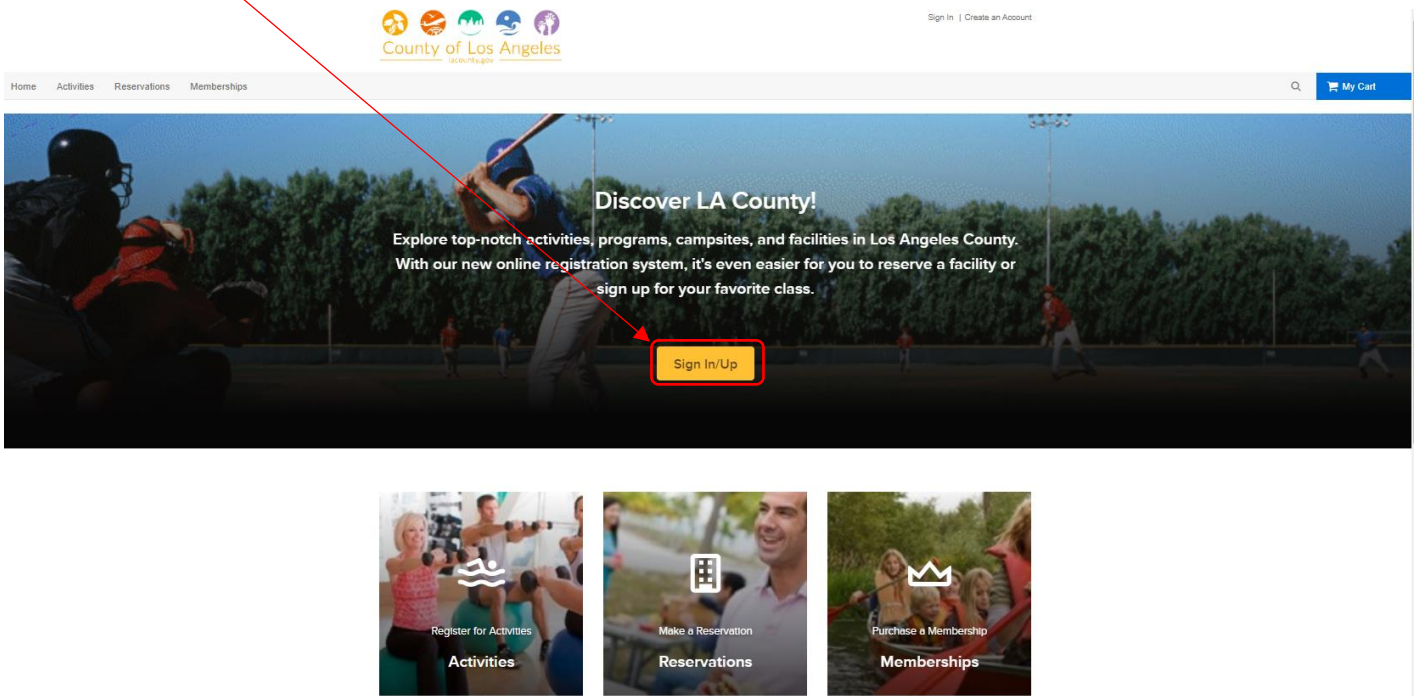 County of Los Angeles
lacounty.gov
Sign In | Create an Account
Home Activities Reservations Memberships
My Cart
Discover LA County!
Explore top-notch activities, programs, campsites, and facilities in Los Angeles County.
With our new online registration system, it's even easier for you to reserve a facility or
sign up for your favorite class.
Sign In/Up
Register for Activities
Activities
Make a Reservation
Reservations
Purchase a Membership
Memberships